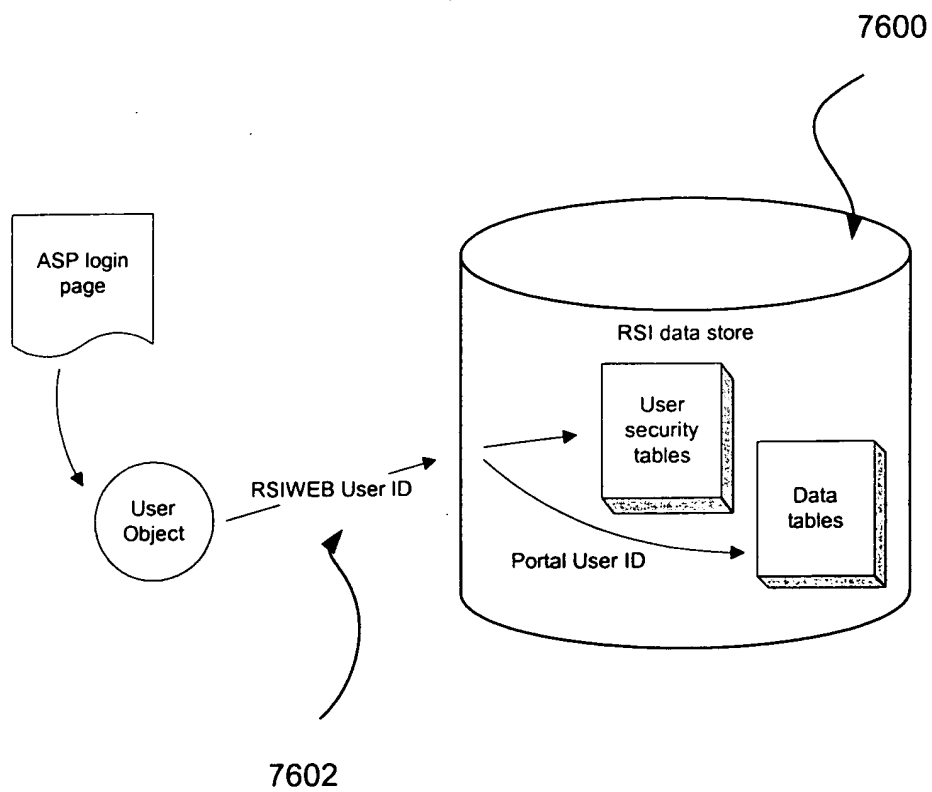 7600
ASP login
page
RSI data store
User
security
tables
Data
tables
RSIWEB User ID
User
Object
Portal User ID
7602